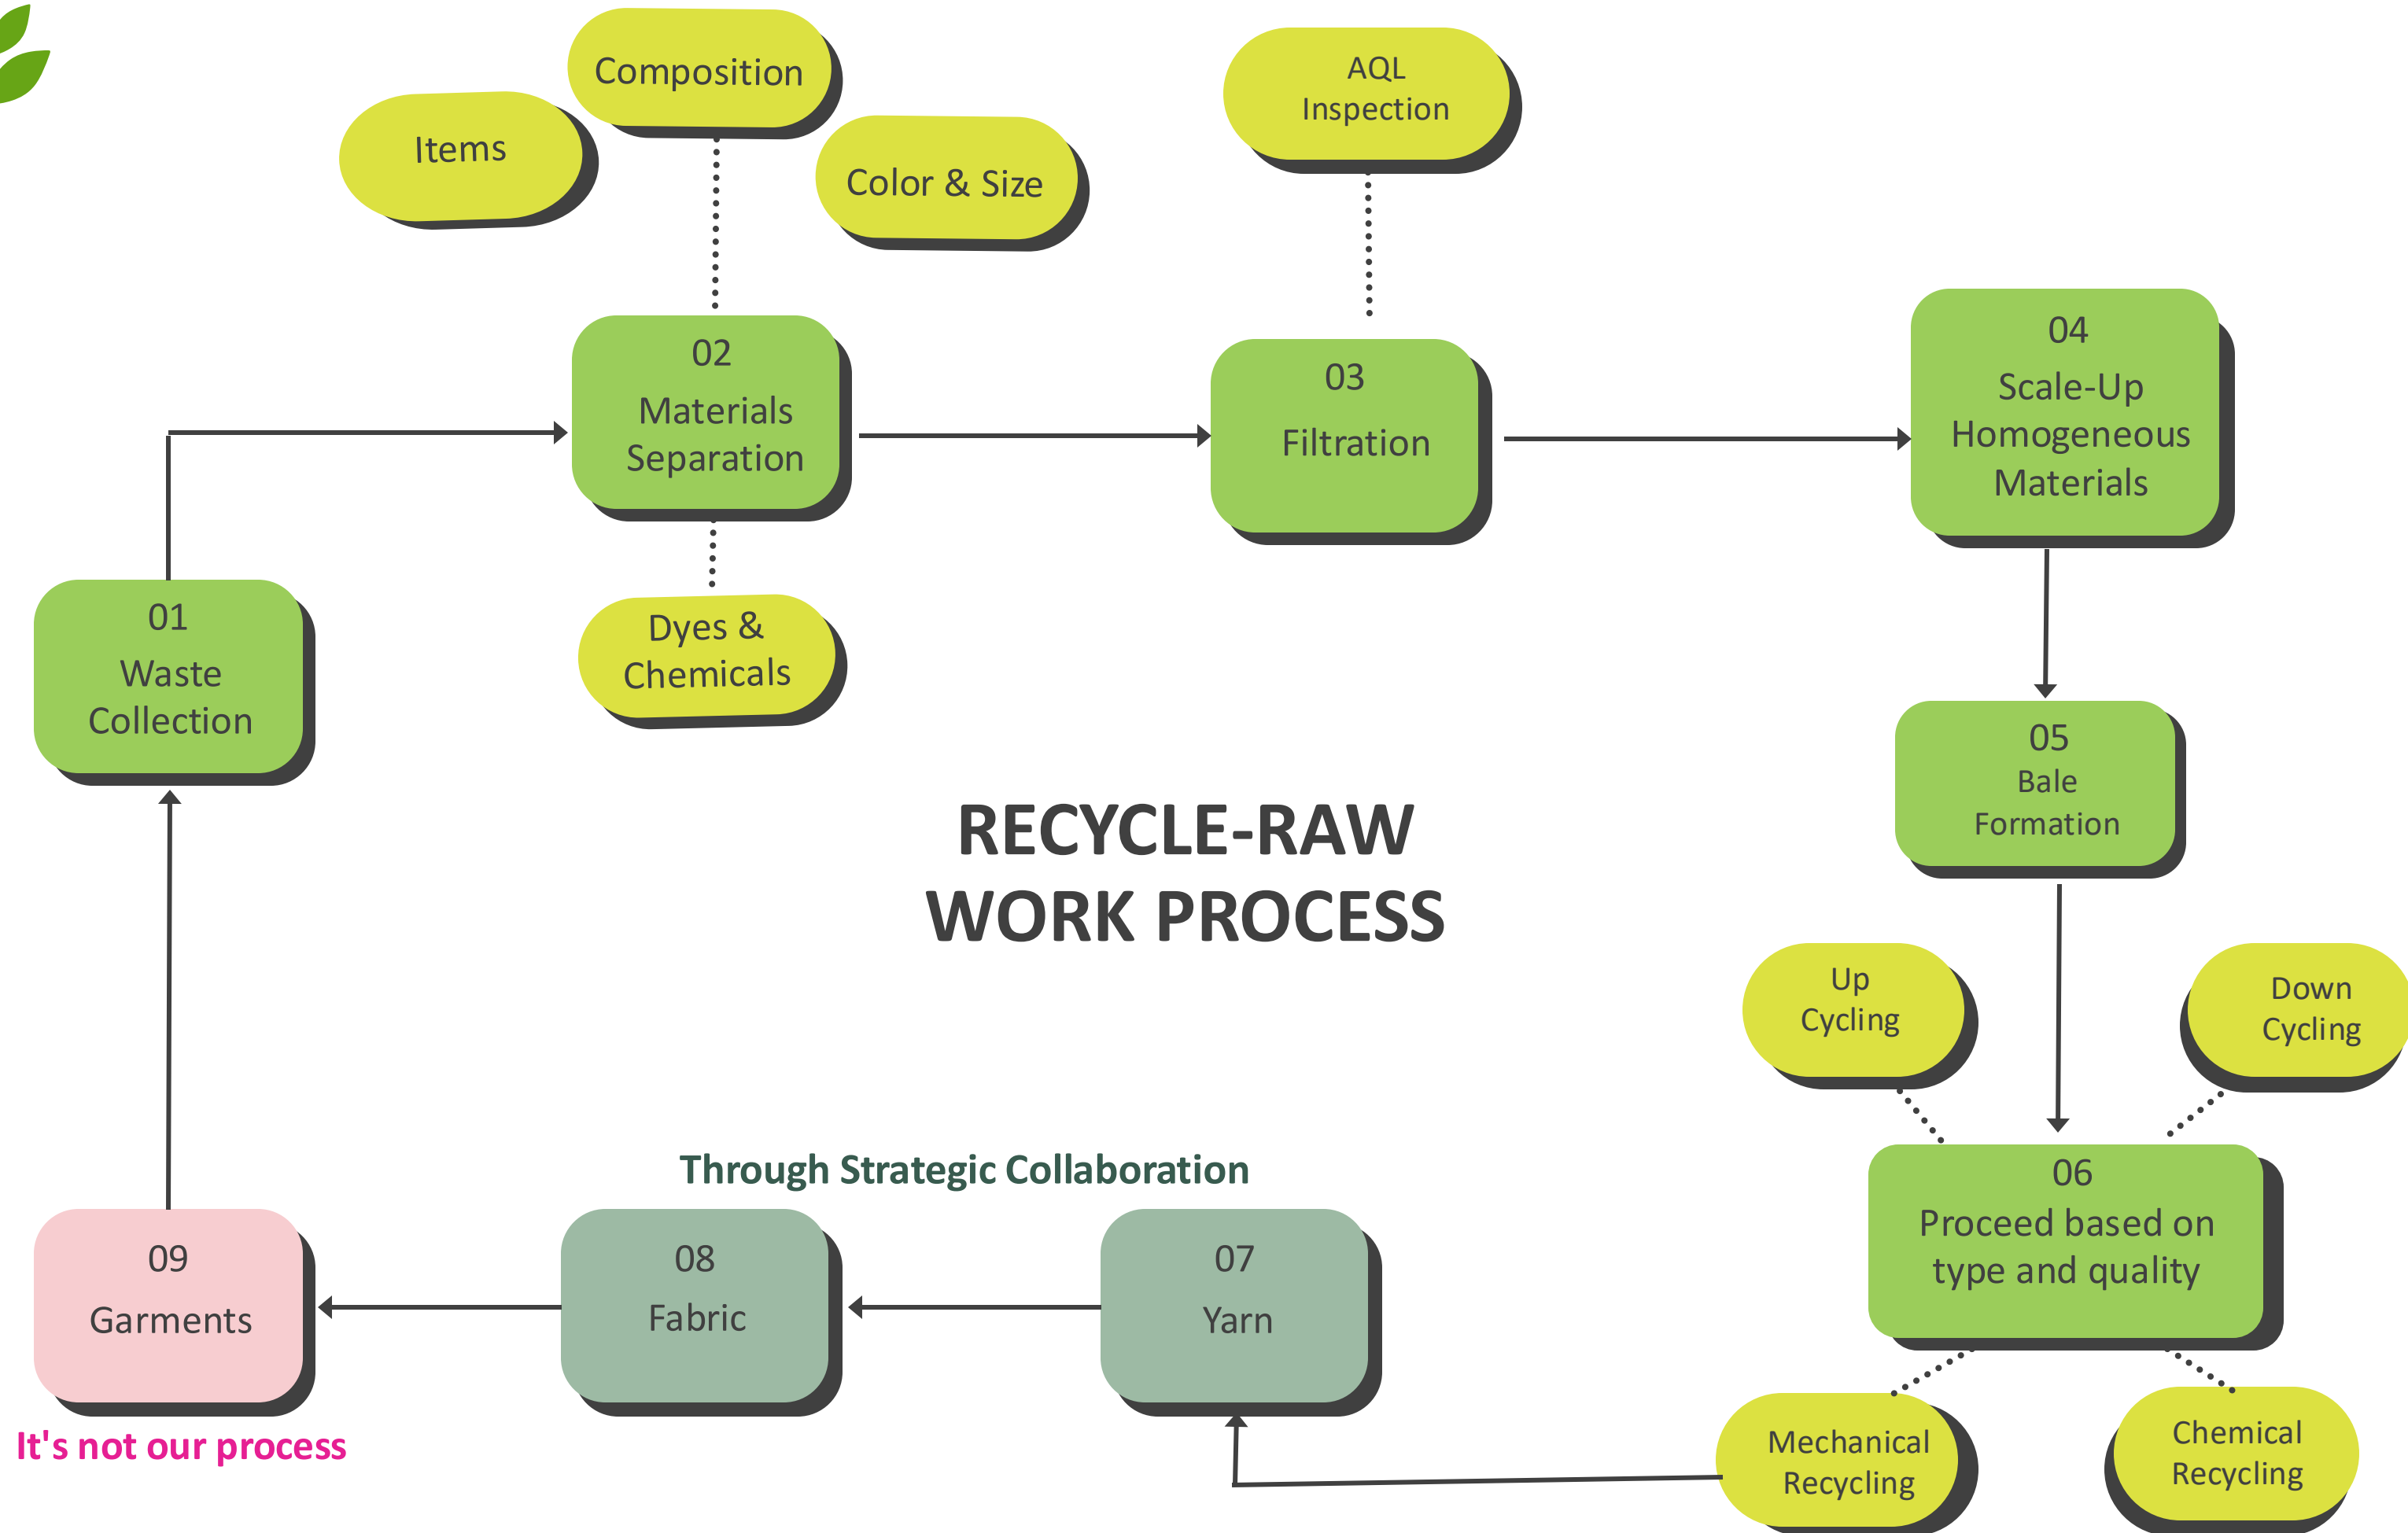 Composition
Items
Color & Size
AQL
Inspection
02
Materials
Separation
03
Filtration
04
Scale-Up
Homogeneous
Materials
Dyes &
Chemicals
01
Waste
Collection
05
Bale
Formation
RECYCLE-RAW
WORK PROCESS
Up
Cycling
Down
Cycling
06
Proceed based on
type and quality
Through Strategic Collaboration
09
Garments
08
Fabric
07
Yarn
It's not our process
Mechanical
Recycling
Chemical
Recycling